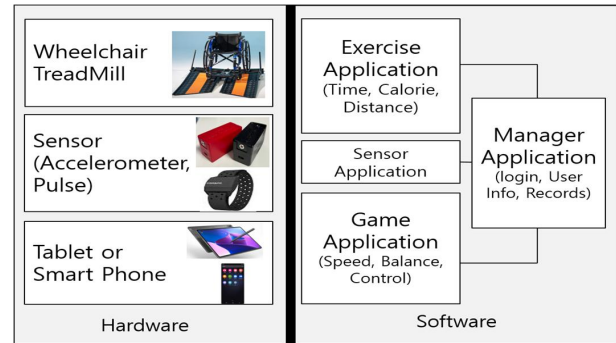 Wheelchair
TreadMill
Sensor
(Accelerometer,
Pulse)
Tablet or
Smart Phone
Hardware
Exercise
Application
(Time, Calorie,
Distance)
Sensor
Application
Game
Application
(Speed, Balance,
Control)
Manager
Application
(login, User
Info, Records)
Software